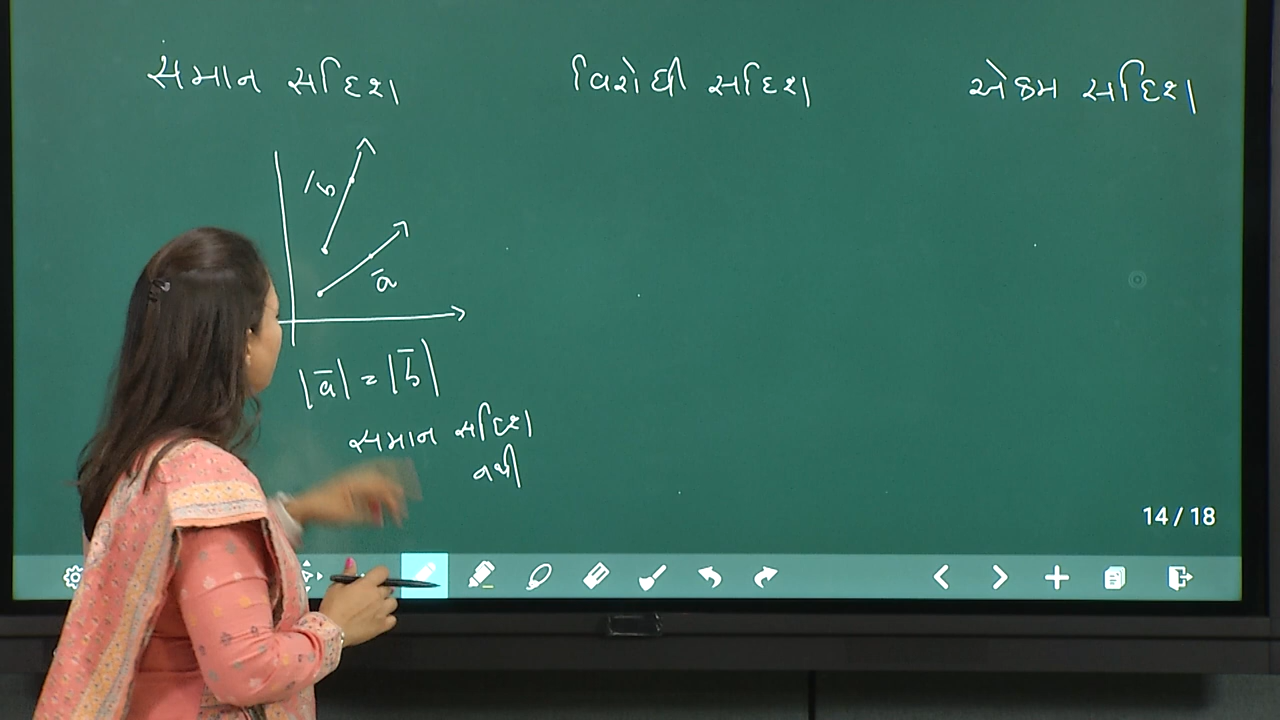 સમાન સદિશ
વિરોધી સદિશ
એકમ સદિશ
b̄
ā
|ā| = |b̄|
સમાન સદિશ
નથી
14 / 18